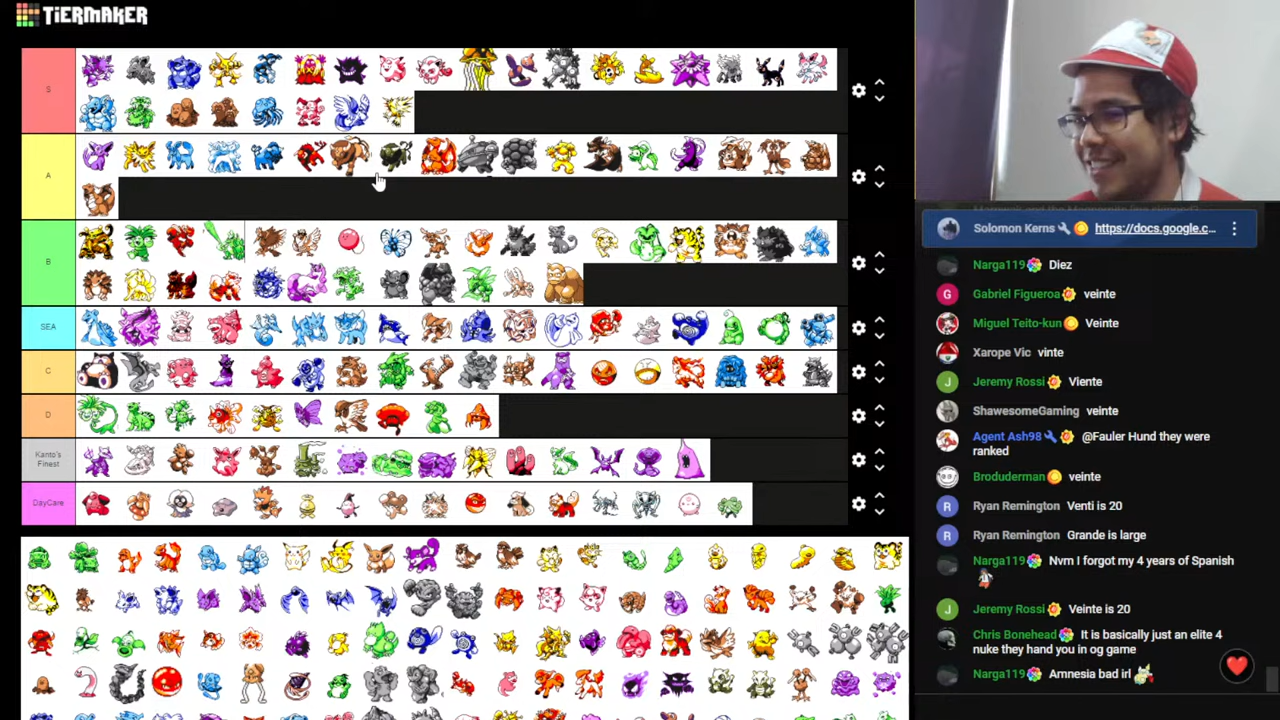 TiERMAKER
S
A
B
SEA
C
D
Kanto's
Finest
DayCare
Solomon Kerns https://docs.google.c...
Narga119 Diez
Gabriel Figueroa veinte
Miguel Teito-kun Veinte
Xarope Vic vinte
Jeremy Rossi Viente
ShawesomeGaming veinte
Agent Ash98 @Fauler Hund they were
ranked
Broduderman veinte
Ryan Remington Venti is 20
Ryan Remington Grande is large
Narga119 Nvm I forgot my 4 years of Spanish
Jeremy Rossi Veinte is 20
Chris Bonehead It is basically just an elite 4
nuke they hand you in og game
Narga119 Amnesia bad irl